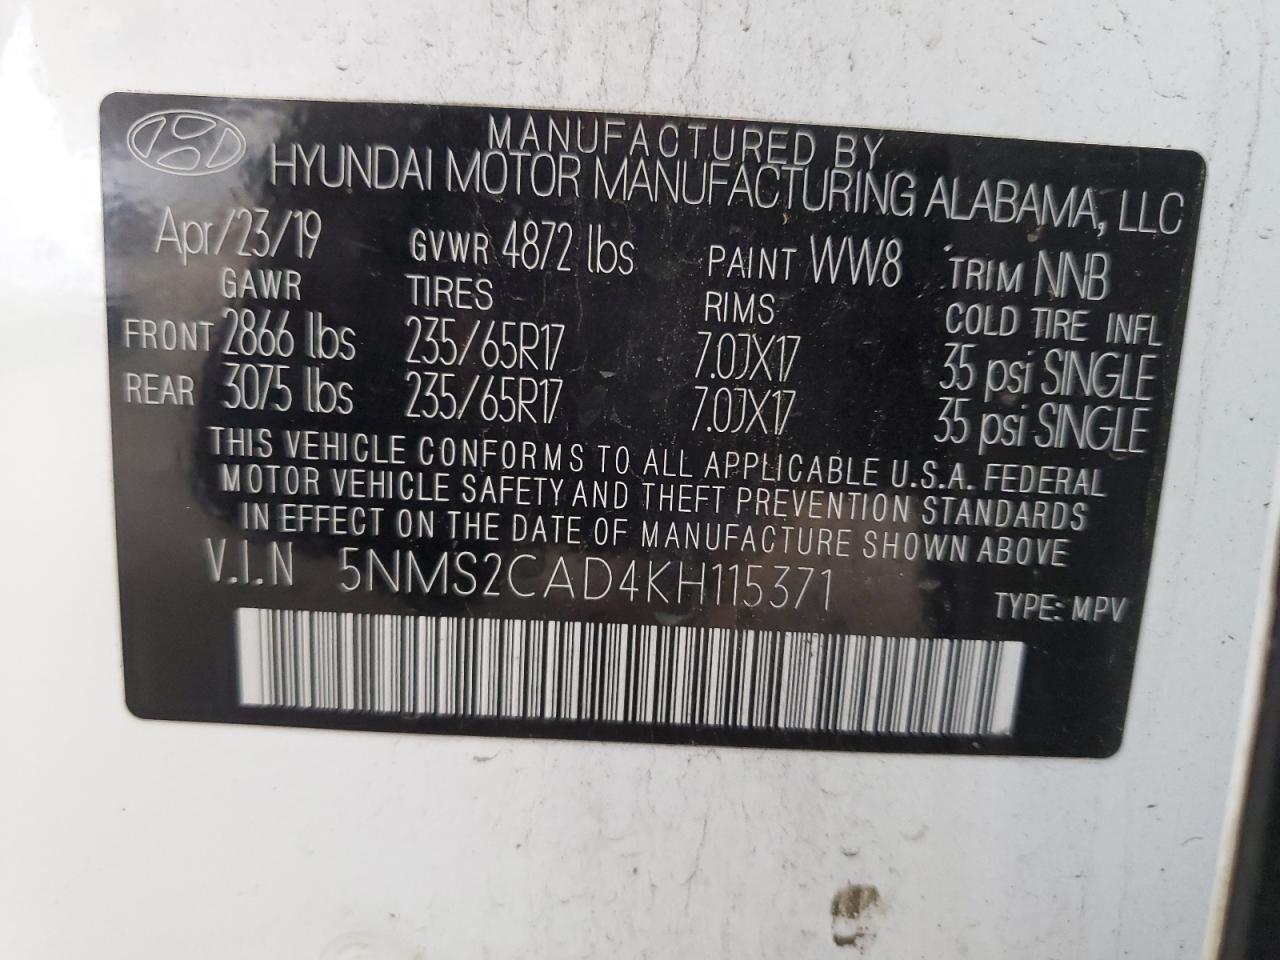 MANUFACTURED BY
HYUNDAI MOTOR MANUFACTURING ALABAMA, LLC
Apr/23/19 GVWR 4872 lbs PAINT WW8 TRIM NNB
GAWR TIRES RIMS COLD TIRE INFL
FRONT 2866 lbs 235/65R17 7.0JX17 35 psi SINGLE
REAR 3075 lbs 235/65R17 7.0JX17 35 psi SINGLE
THIS VEHICLE CONFORMS TO ALL APPLICABLE U.S.A. FEDERAL
MOTOR VEHICLE SAFETY AND THEFT PREVENTION STANDARDS
IN EFFECT ON THE DATE OF MANUFACTURE SHOWN ABOVE
V.I.N 5NMS2CAD4KH115371 TYPE: MPV